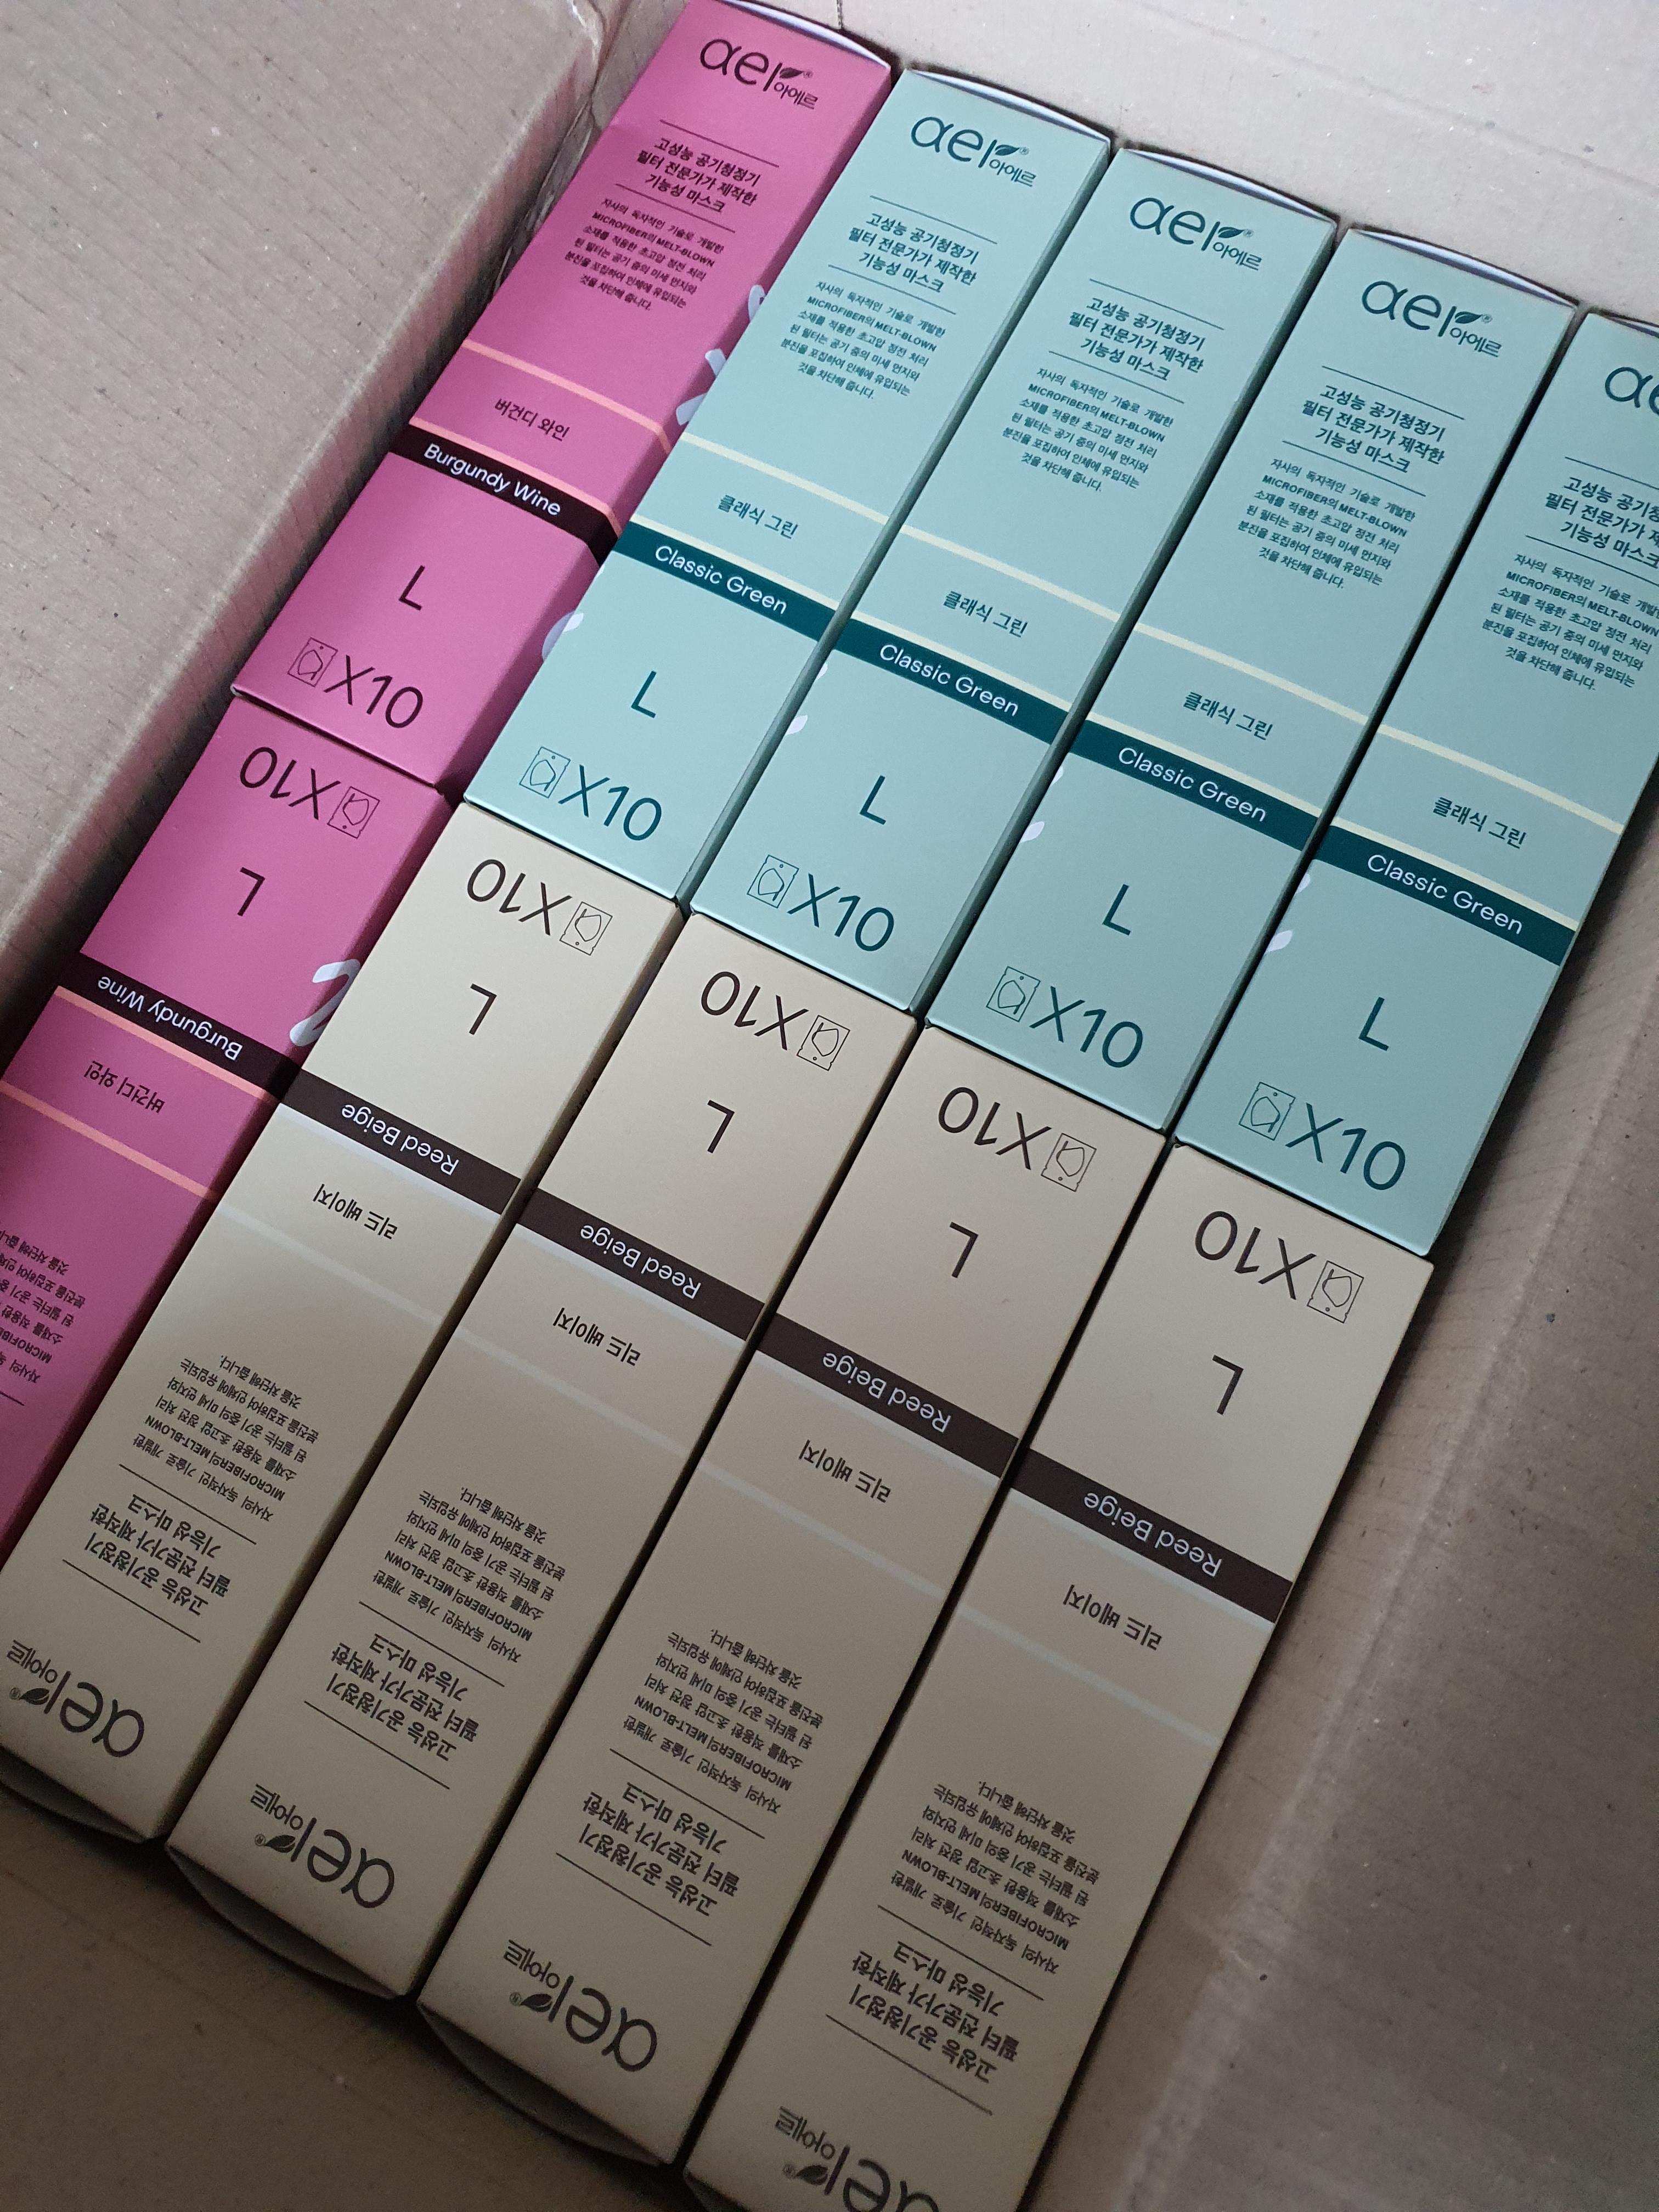 aer 아에르
고성능 공기청정기
필터 전문가가 제작한
기능성 마스크
자사의 독자적인 기술로 개발한
MICROFIBER의 MELT-BLOWN
소재를 적용한 초고압 정전 처리
된 필터는 공기 중의 미세 먼지와
분진을 포집하여 인체에 유입되는
것을 차단해 줍니다.
버건디 와인
Burgundy Wine
L
X10
aer 아에르
고성능 공기청정기
필터 전문가가 제작한
기능성 마스크
자사의 독자적인 기술로 개발한
MICROFIBER의 MELT-BLOWN
소재를 적용한 초고압 정전 처리
된 필터는 공기 중의 미세 먼지와
분진을 포집하여 인체에 유입되는
것을 차단해 줍니다.
클래식 그린
Classic Green
L
X10
aer 아에르
고성능 공기청정기
필터 전문가가 제작한
기능성 마스크
자사의 독자적인 기술로 개발한
MICROFIBER의 MELT-BLOWN
소재를 적용한 초고압 정전 처리
된 필터는 공기 중의 미세 먼지와
분진을 포집하여 인체에 유입되는
것을 차단해 줍니다.
클래식 그린
Classic Green
L
X10
aer 아에르
고성능 공기청정기
필터 전문가가 제작한
기능성 마스크
자사의 독자적인 기술로 개발한
MICROFIBER의 MELT-BLOWN
소재를 적용한 초고압 정전 처리
된 필터는 공기 중의 미세 먼지와
분진을 포집하여 인체에 유입되는
것을 차단해 줍니다.
클래식 그린
Classic Green
L
X10
고성능
필터 전문가가
기능성 마스크
자사의 독자적인 기술로
MICROFIBER의 MELT-BLOWN
소재를 적용한 초고압 정전 처리
된 필터는 공기 중의 미세 먼지와
분진을 포집하여 인체에 유입되는
것을 차단해 줍니다.
클래식 그린
Classic Green
L
X10
자사의
소재를 적용한
된 필터는 공기
분진을 포집하여
것을 차단해 줍니다.
버건디 와인
Burgundy Wine
L
X10
aer 아에르
고성능 공기청정기
필터 전문가가 제작한
기능성 마스크
자사의 독자적인 기술로 개발한
MICROFIBER의 MELT-BLOWN
소재를 적용한 초고압 정전 처리
된 필터는 공기 중의 미세 먼지와
분진을 포집하여 인체에 유입되는
것을 차단해 줍니다.
리드 베이지
Reed Beige
L
X10
aer 아에르
고성능 공기청정기
필터 전문가가 제작한
기능성 마스크
자사의 독자적인 기술로 개발한
MICROFIBER의 MELT-BLOWN
소재를 적용한 초고압 정전 처리
된 필터는 공기 중의 미세 먼지와
분진을 포집하여 인체에 유입되는
것을 차단해 줍니다.
리드 베이지
Reed Beige
L
X10
aer 아에르
고성능 공기청정기
필터 전문가가 제작한
기능성 마스크
자사의 독자적인 기술로 개발한
MICROFIBER의 MELT-BLOWN
소재를 적용한 초고압 정전 처리
된 필터는 공기 중의 미세 먼지와
분진을 포집하여 인체에 유입되는
것을 차단해 줍니다.
리드 베이지
Reed Beige
L
X10
aer 아에르
고성능 공기청정기
필터 전문가가 제작한
기능성 마스크
자사의 독자적인 기술로 개발한
MICROFIBER의 MELT-BLOWN
소재를 적용한 초고압 정전 처리
된 필터는 공기 중의 미세 먼지와
분진을 포집하여 인체에 유입되는
것을 차단해 줍니다.
리드 베이지
Reed Beige
L
X10